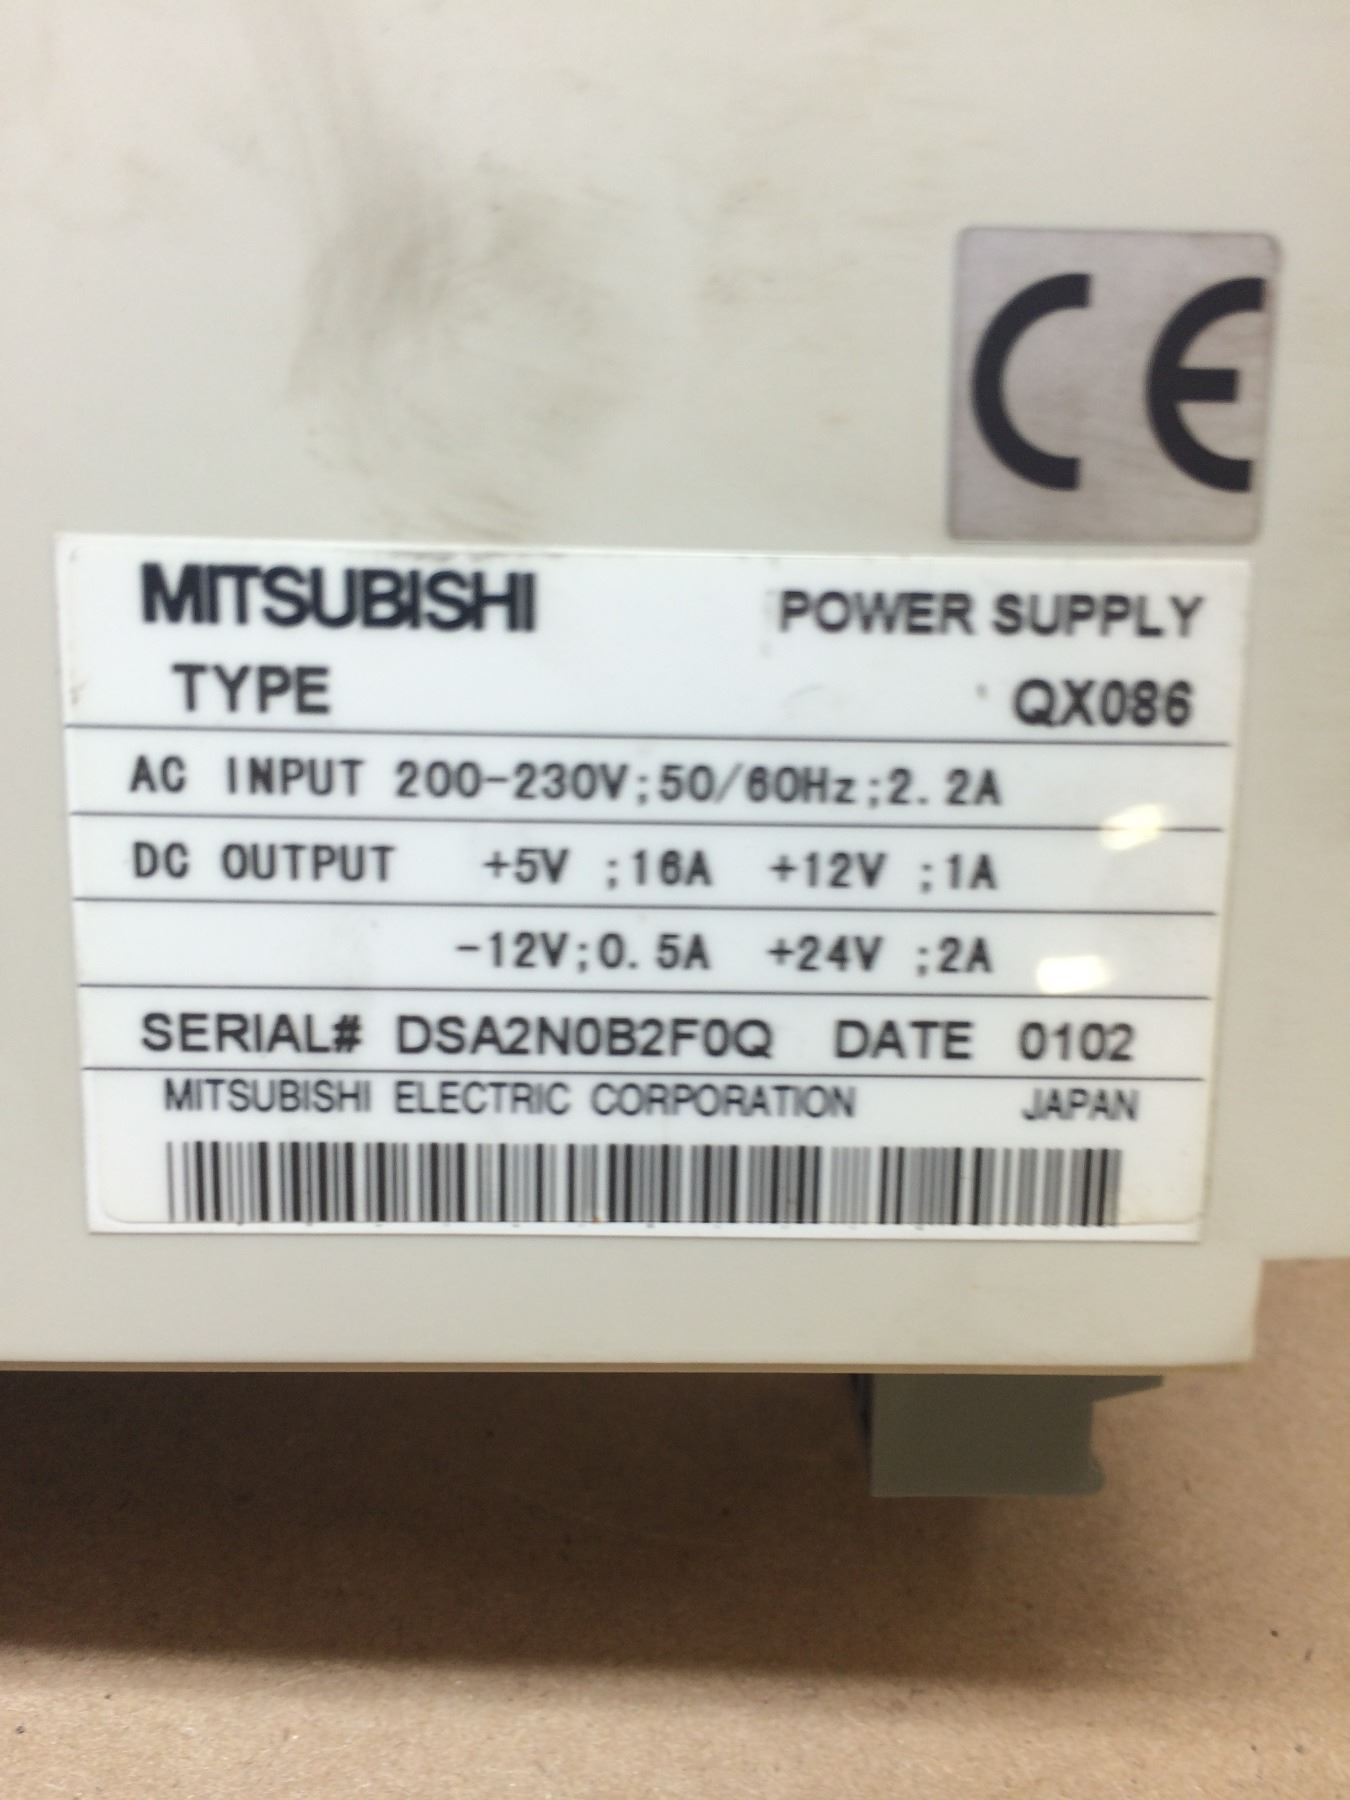 CE
MITSUBISHI POWER SUPPLY
TYPE QX086
AC INPUT 200-230V;50/60Hz;2.2A
DC OUTPUT +5V ;16A +12V ;1A
-12V;0.5A +24V ;2A
SERIAL# DSA2N0B2F0Q DATE 0102
MITSUBISHI ELECTRIC CORPORATION JAPAN